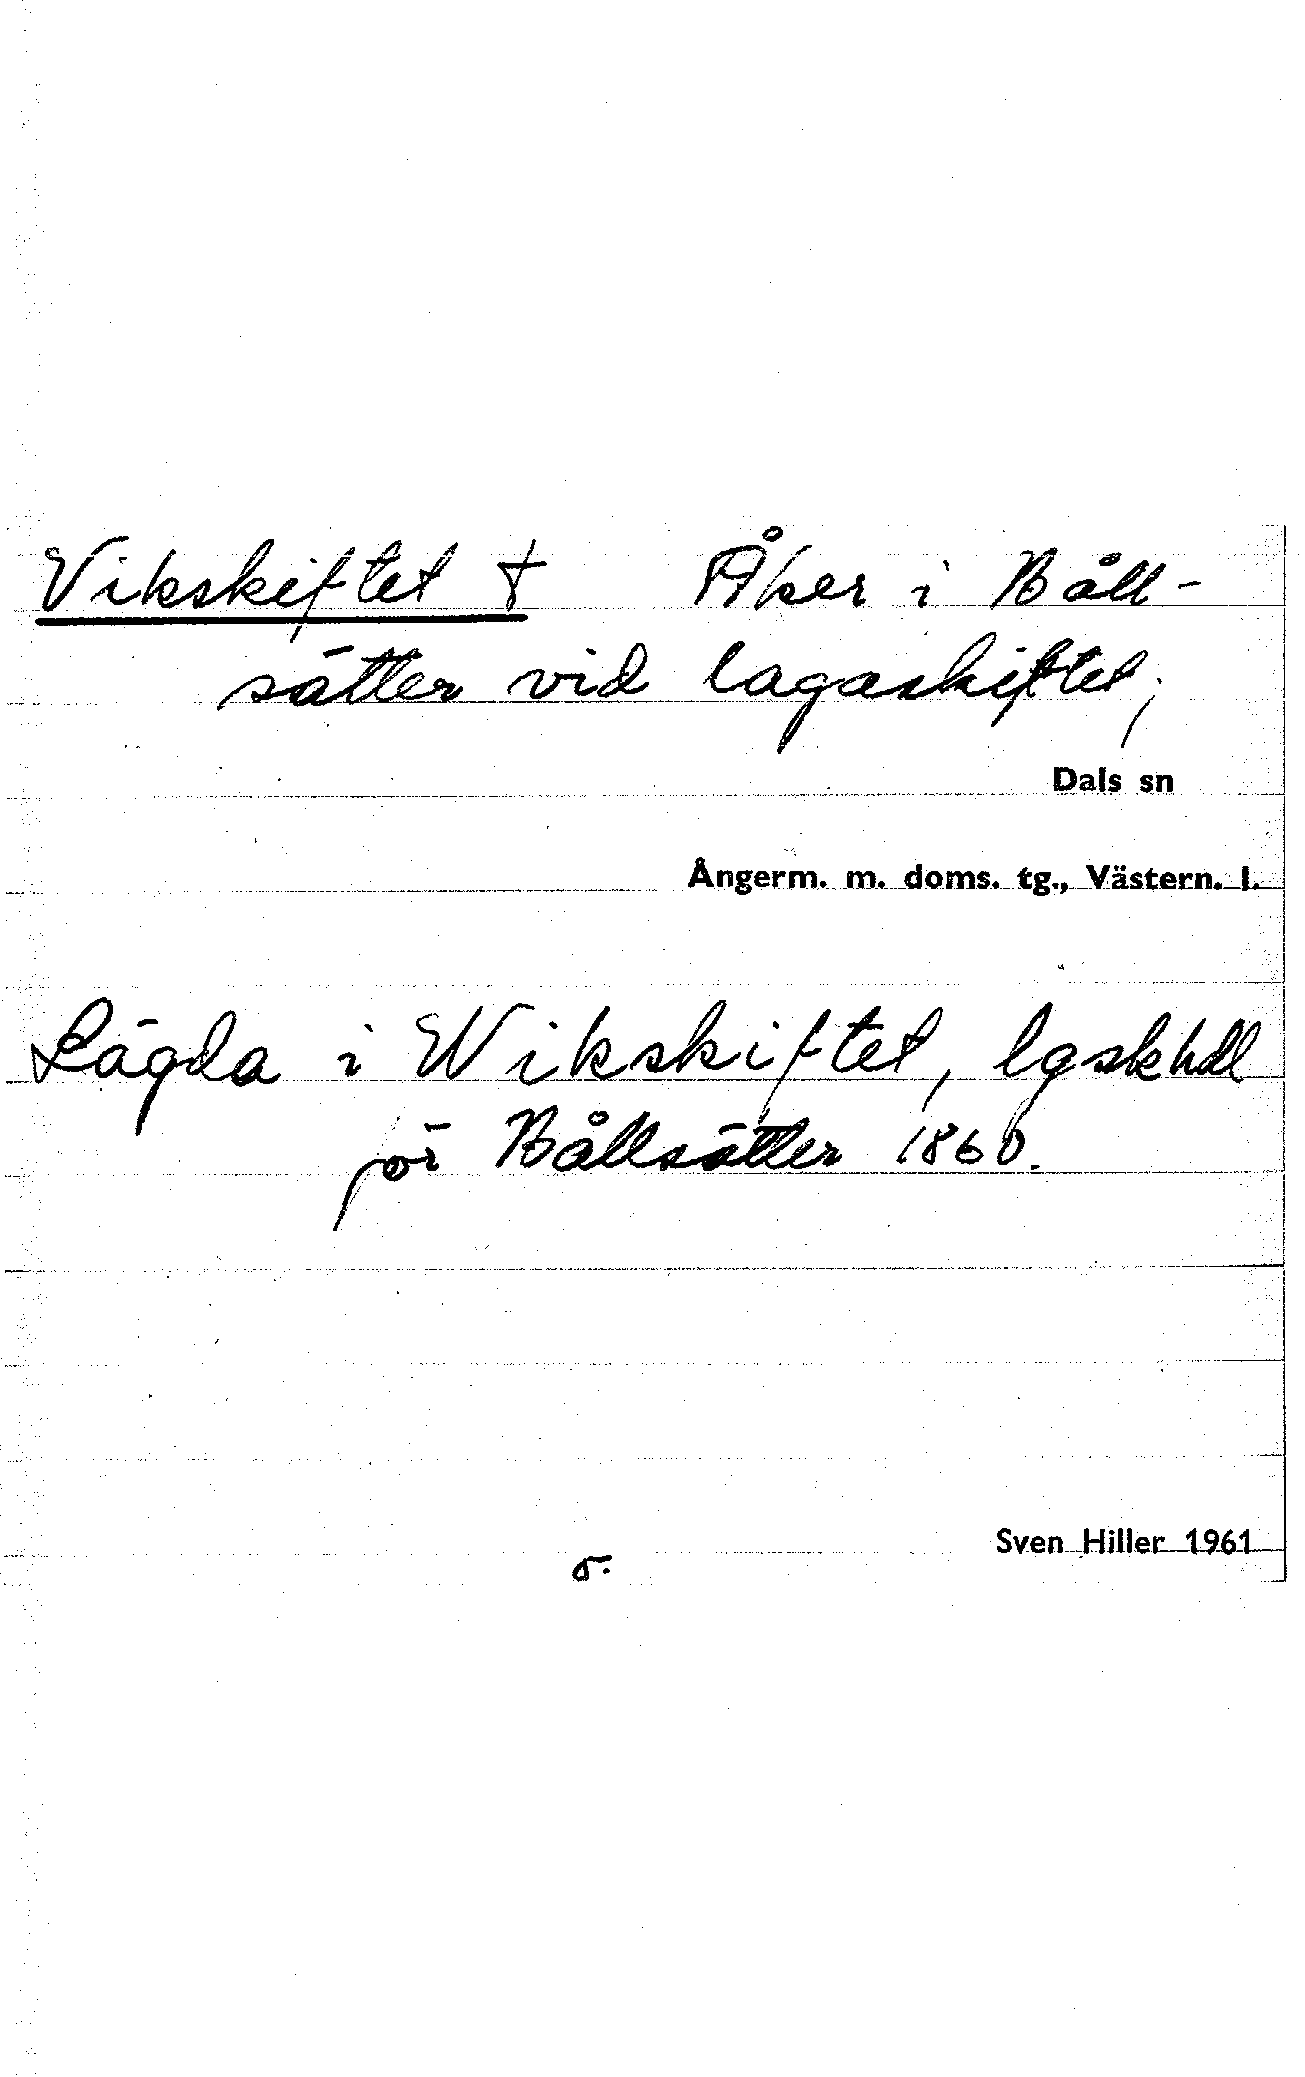 Vikskiftet † Åker i Båll-
sätter vid lagaskiftet,
Dals sn
Ångerm. m. doms. tg., Västern. l.
Lägda i Wikskiftet, lgskhdl
för Bållsätter 1860.
Sven Hiller 1961